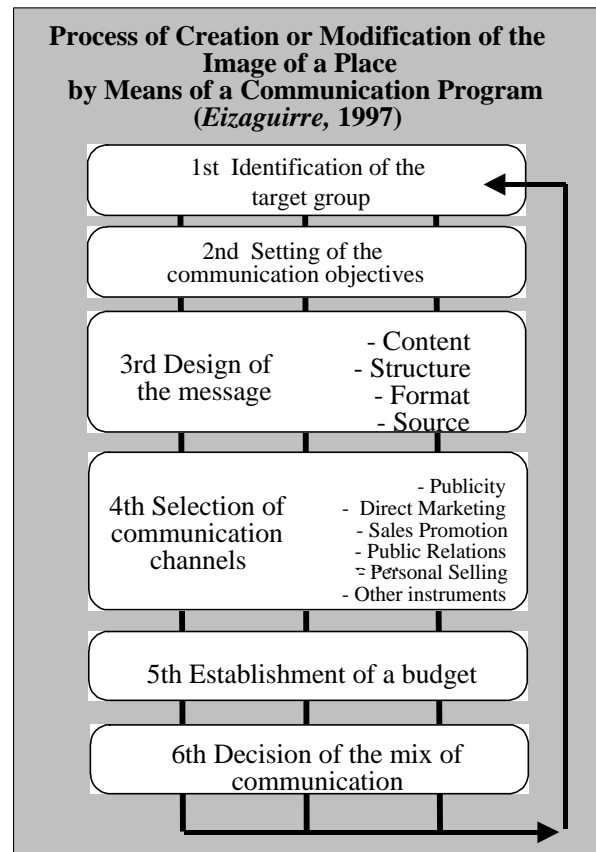 Process of Creation or Modification of the
Image of a Place
by Means of a Communication Program
(Eizaguirre, 1997)
1st Identification of the
target group
2nd Setting of the
communication objectives
3rd Design of
the message
- Content
- Structure
- Format
- Source
4th Selection of
communication
channels
- Publicity
- Direct Marketing
- Sales Promotion
- Public Relations
- Personal Selling
- Other instruments
5th Establishment of a budget
6th Decision of the mix of
communication